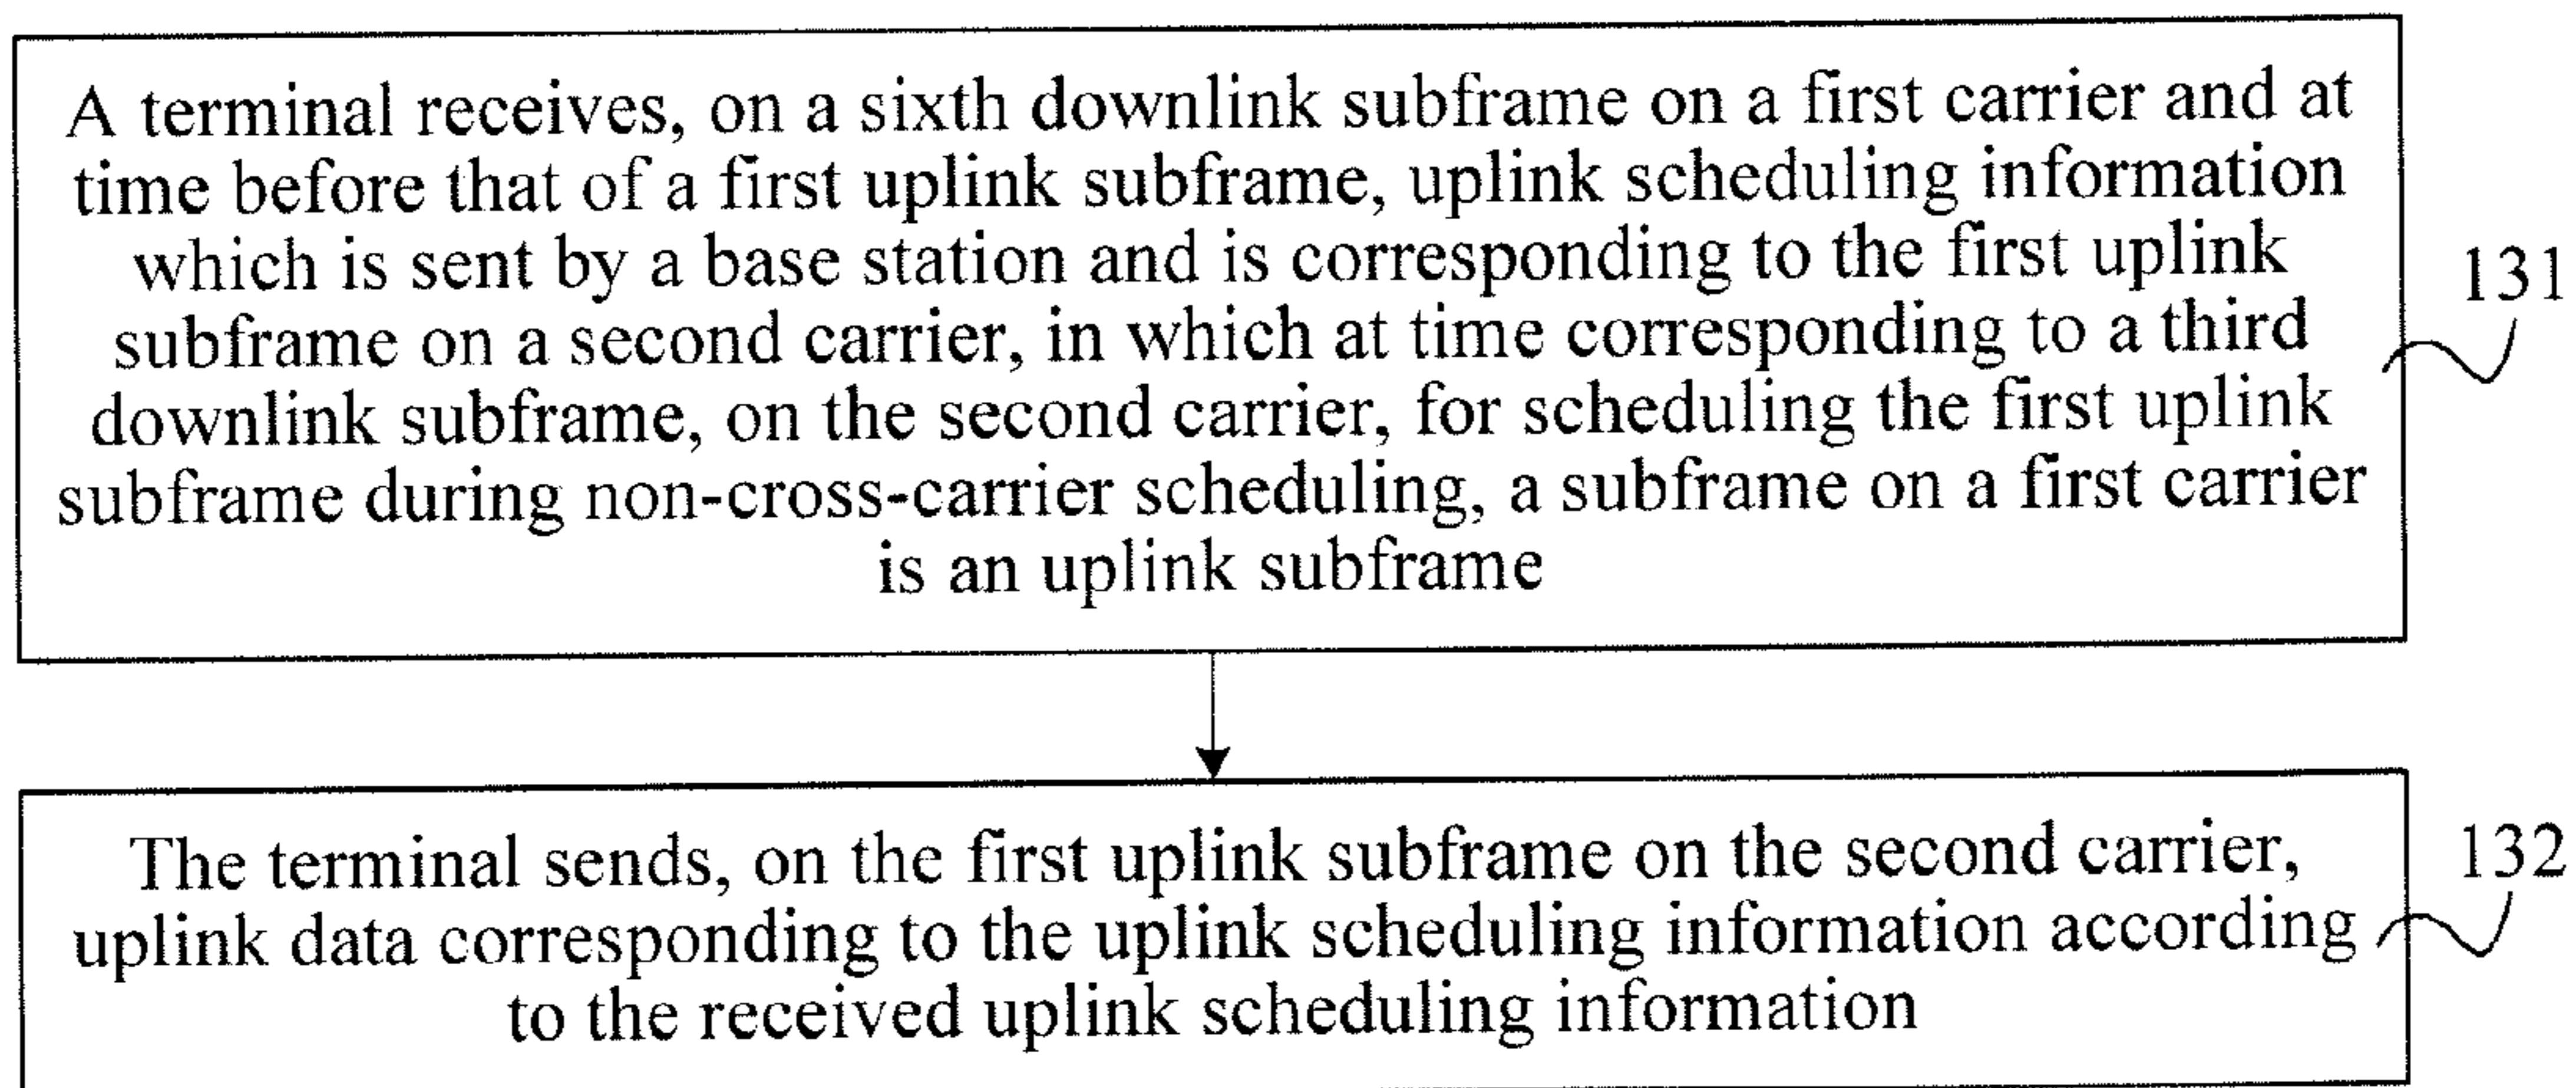 A terminal receives, on a sixth downlink subframe on a first carrier and at
time before that of a first uplink subframe, uplink scheduling information
which is sent by a base station and is corresponding to the first uplink
subframe on a second carrier, in which at time corresponding to a third
downlink subframe, on the second carrier, for scheduling the first uplink
subframe during non-cross-carrier scheduling, a subframe on a first carrier
is an uplink subframe
131
The terminal sends, on the first uplink subframe on the second carrier,
uplink data corresponding to the uplink scheduling information according
to the received uplink scheduling information
132